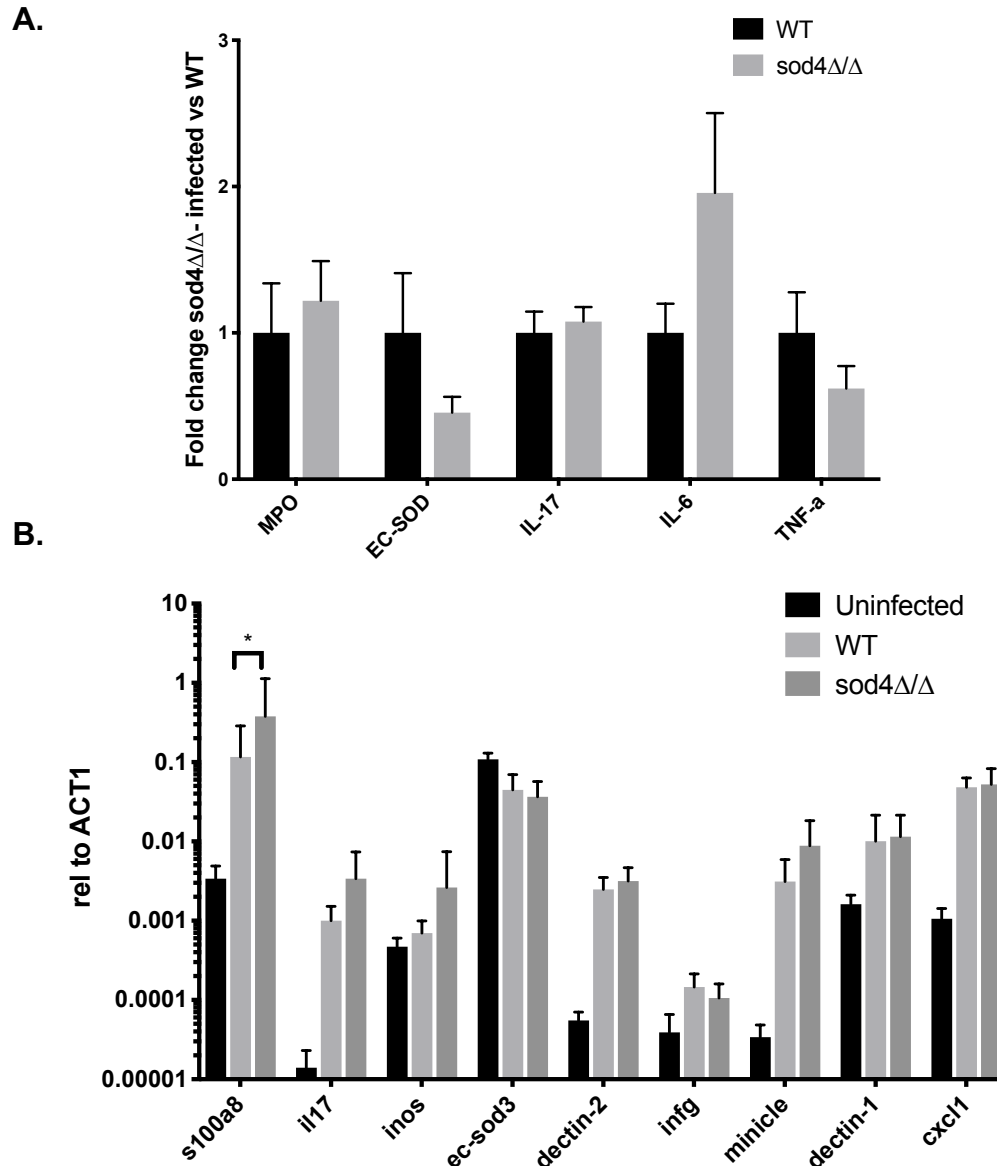 A.
WT
sod4Δ/Δ
Fold change sod4Δ/Δ- infected vs WT
3
2
1
0
MPO
EC-SOD
IL-17
IL-6
TNF-a
B.
Uninfected
WT
sod4Δ/Δ
*
rel to ACT1
10
1
0.1
0.01
0.001
0.0001
0.00001
s100a8
il17
inos
ec-sod3
dectin-2
infg
minicle
dectin-1
cxcl1